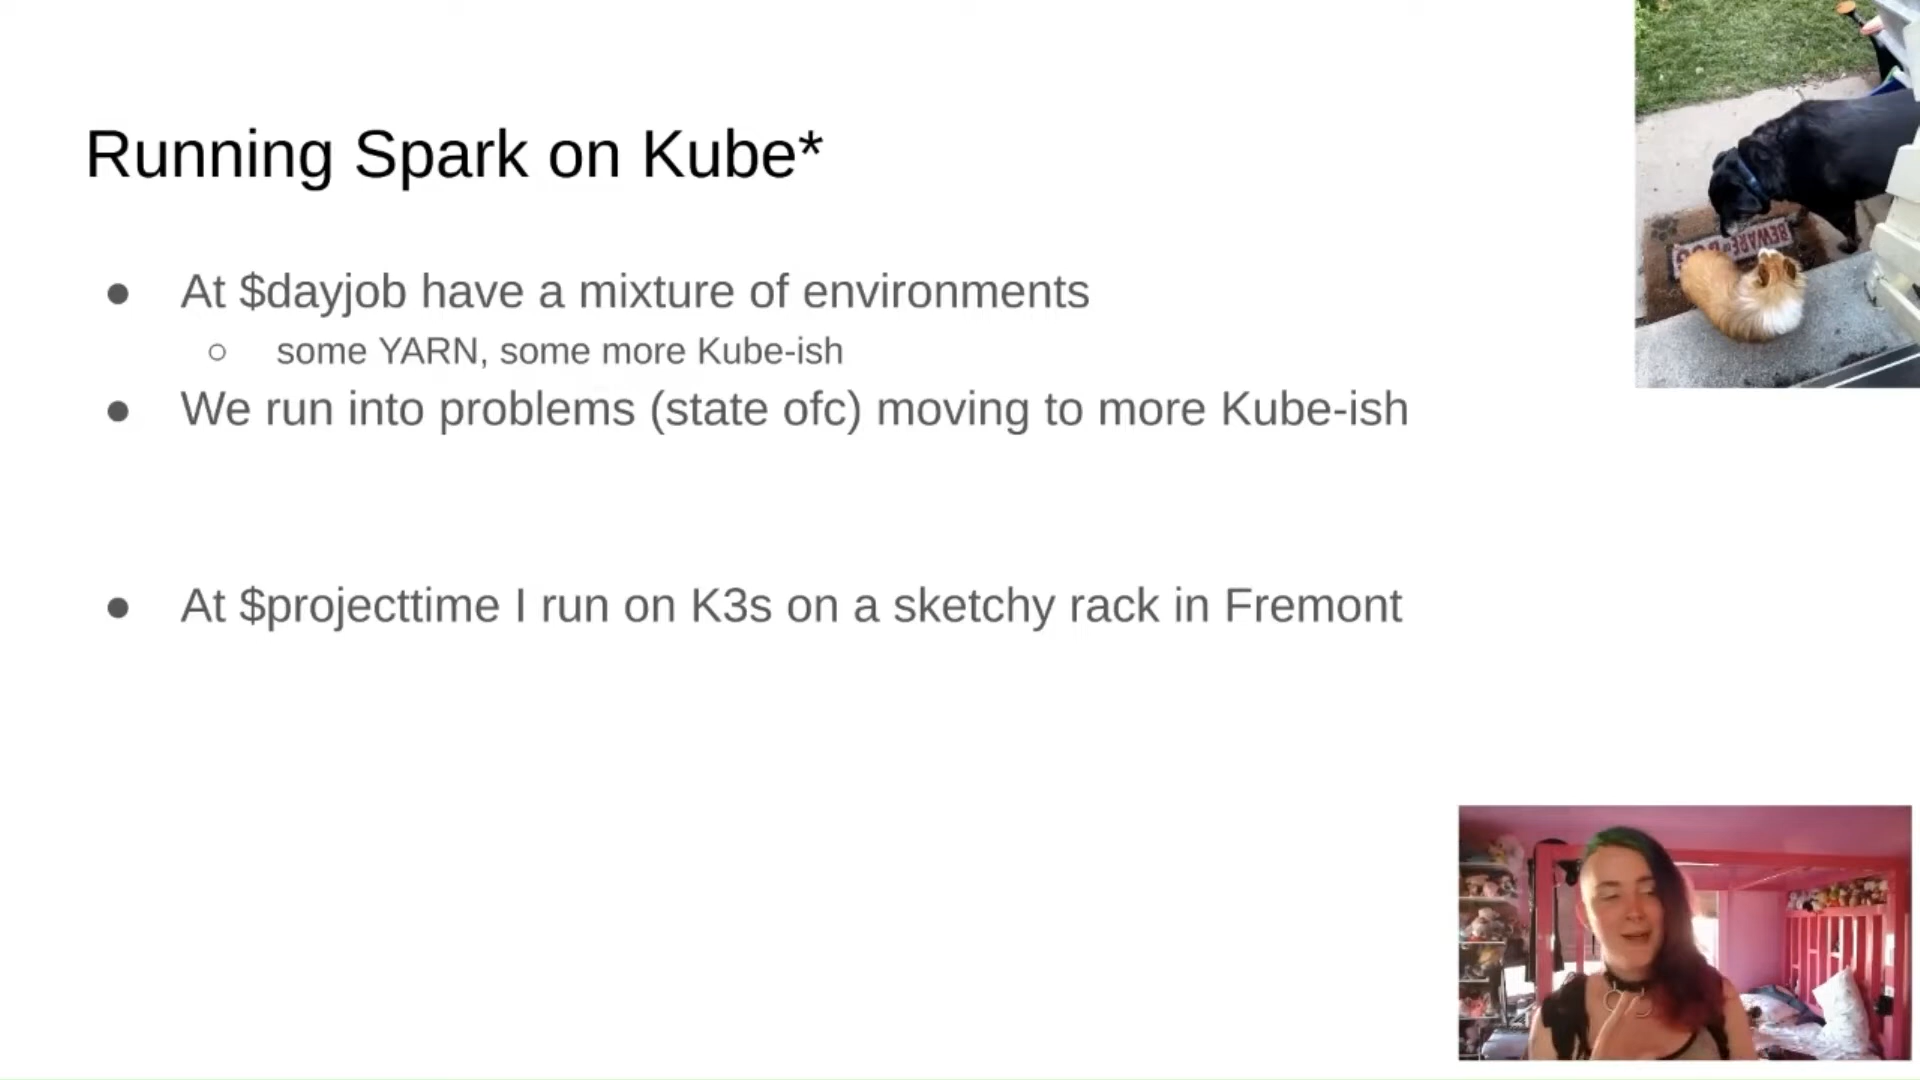 Running Spark on Kube*
At $dayjob have a mixture of environments
some YARN, some more Kube-ish
We run into problems (state ofc) moving to more Kube-ish
At $projecttime I run on K3s on a sketchy rack in Fremont
BEWARE